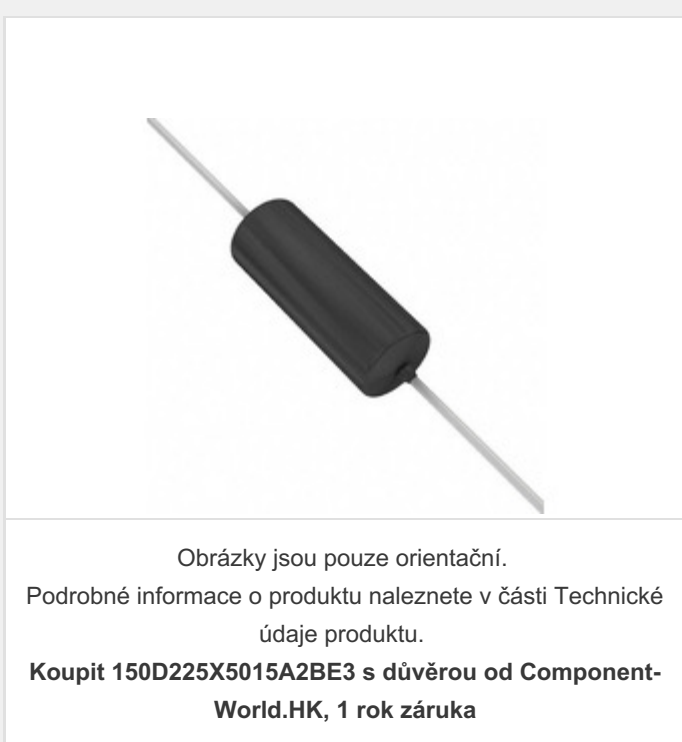 Obrázky jsou pouze orientační.
Podrobné informace o produktu naleznete v části Technické
údaje produktu.
Koupit 150D225X5015A2BE3 s důvěrou od Component-
World.HK, 1 rok záruka